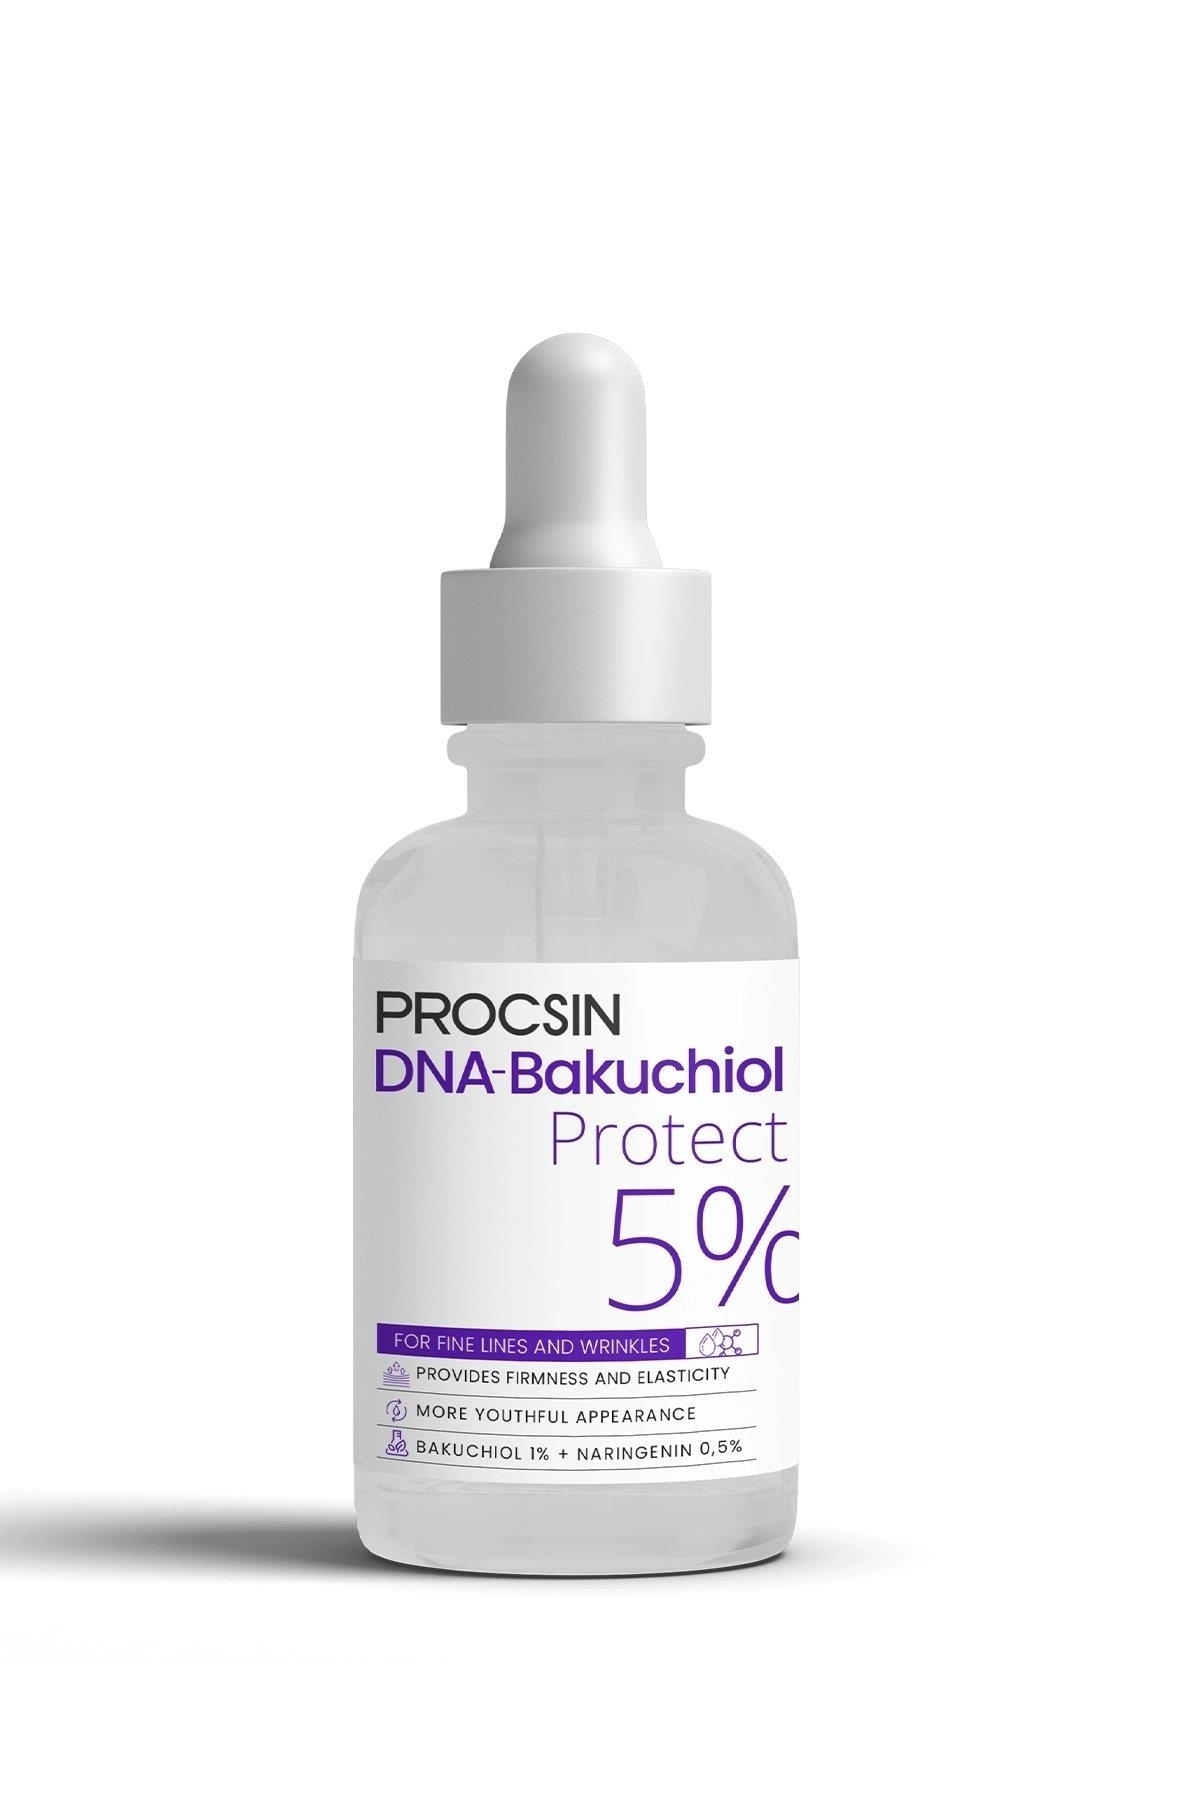 PROCSIN
DNA-Bakuchiol
Protect
5%
FOR FINE LINES AND WRINKLES
PROVIDES FIRMNESS AND ELASTICITY
MORE YOUTHFUL APPEARANCE
BAKUCHIOL 1% + NARINGENIN 0,5%